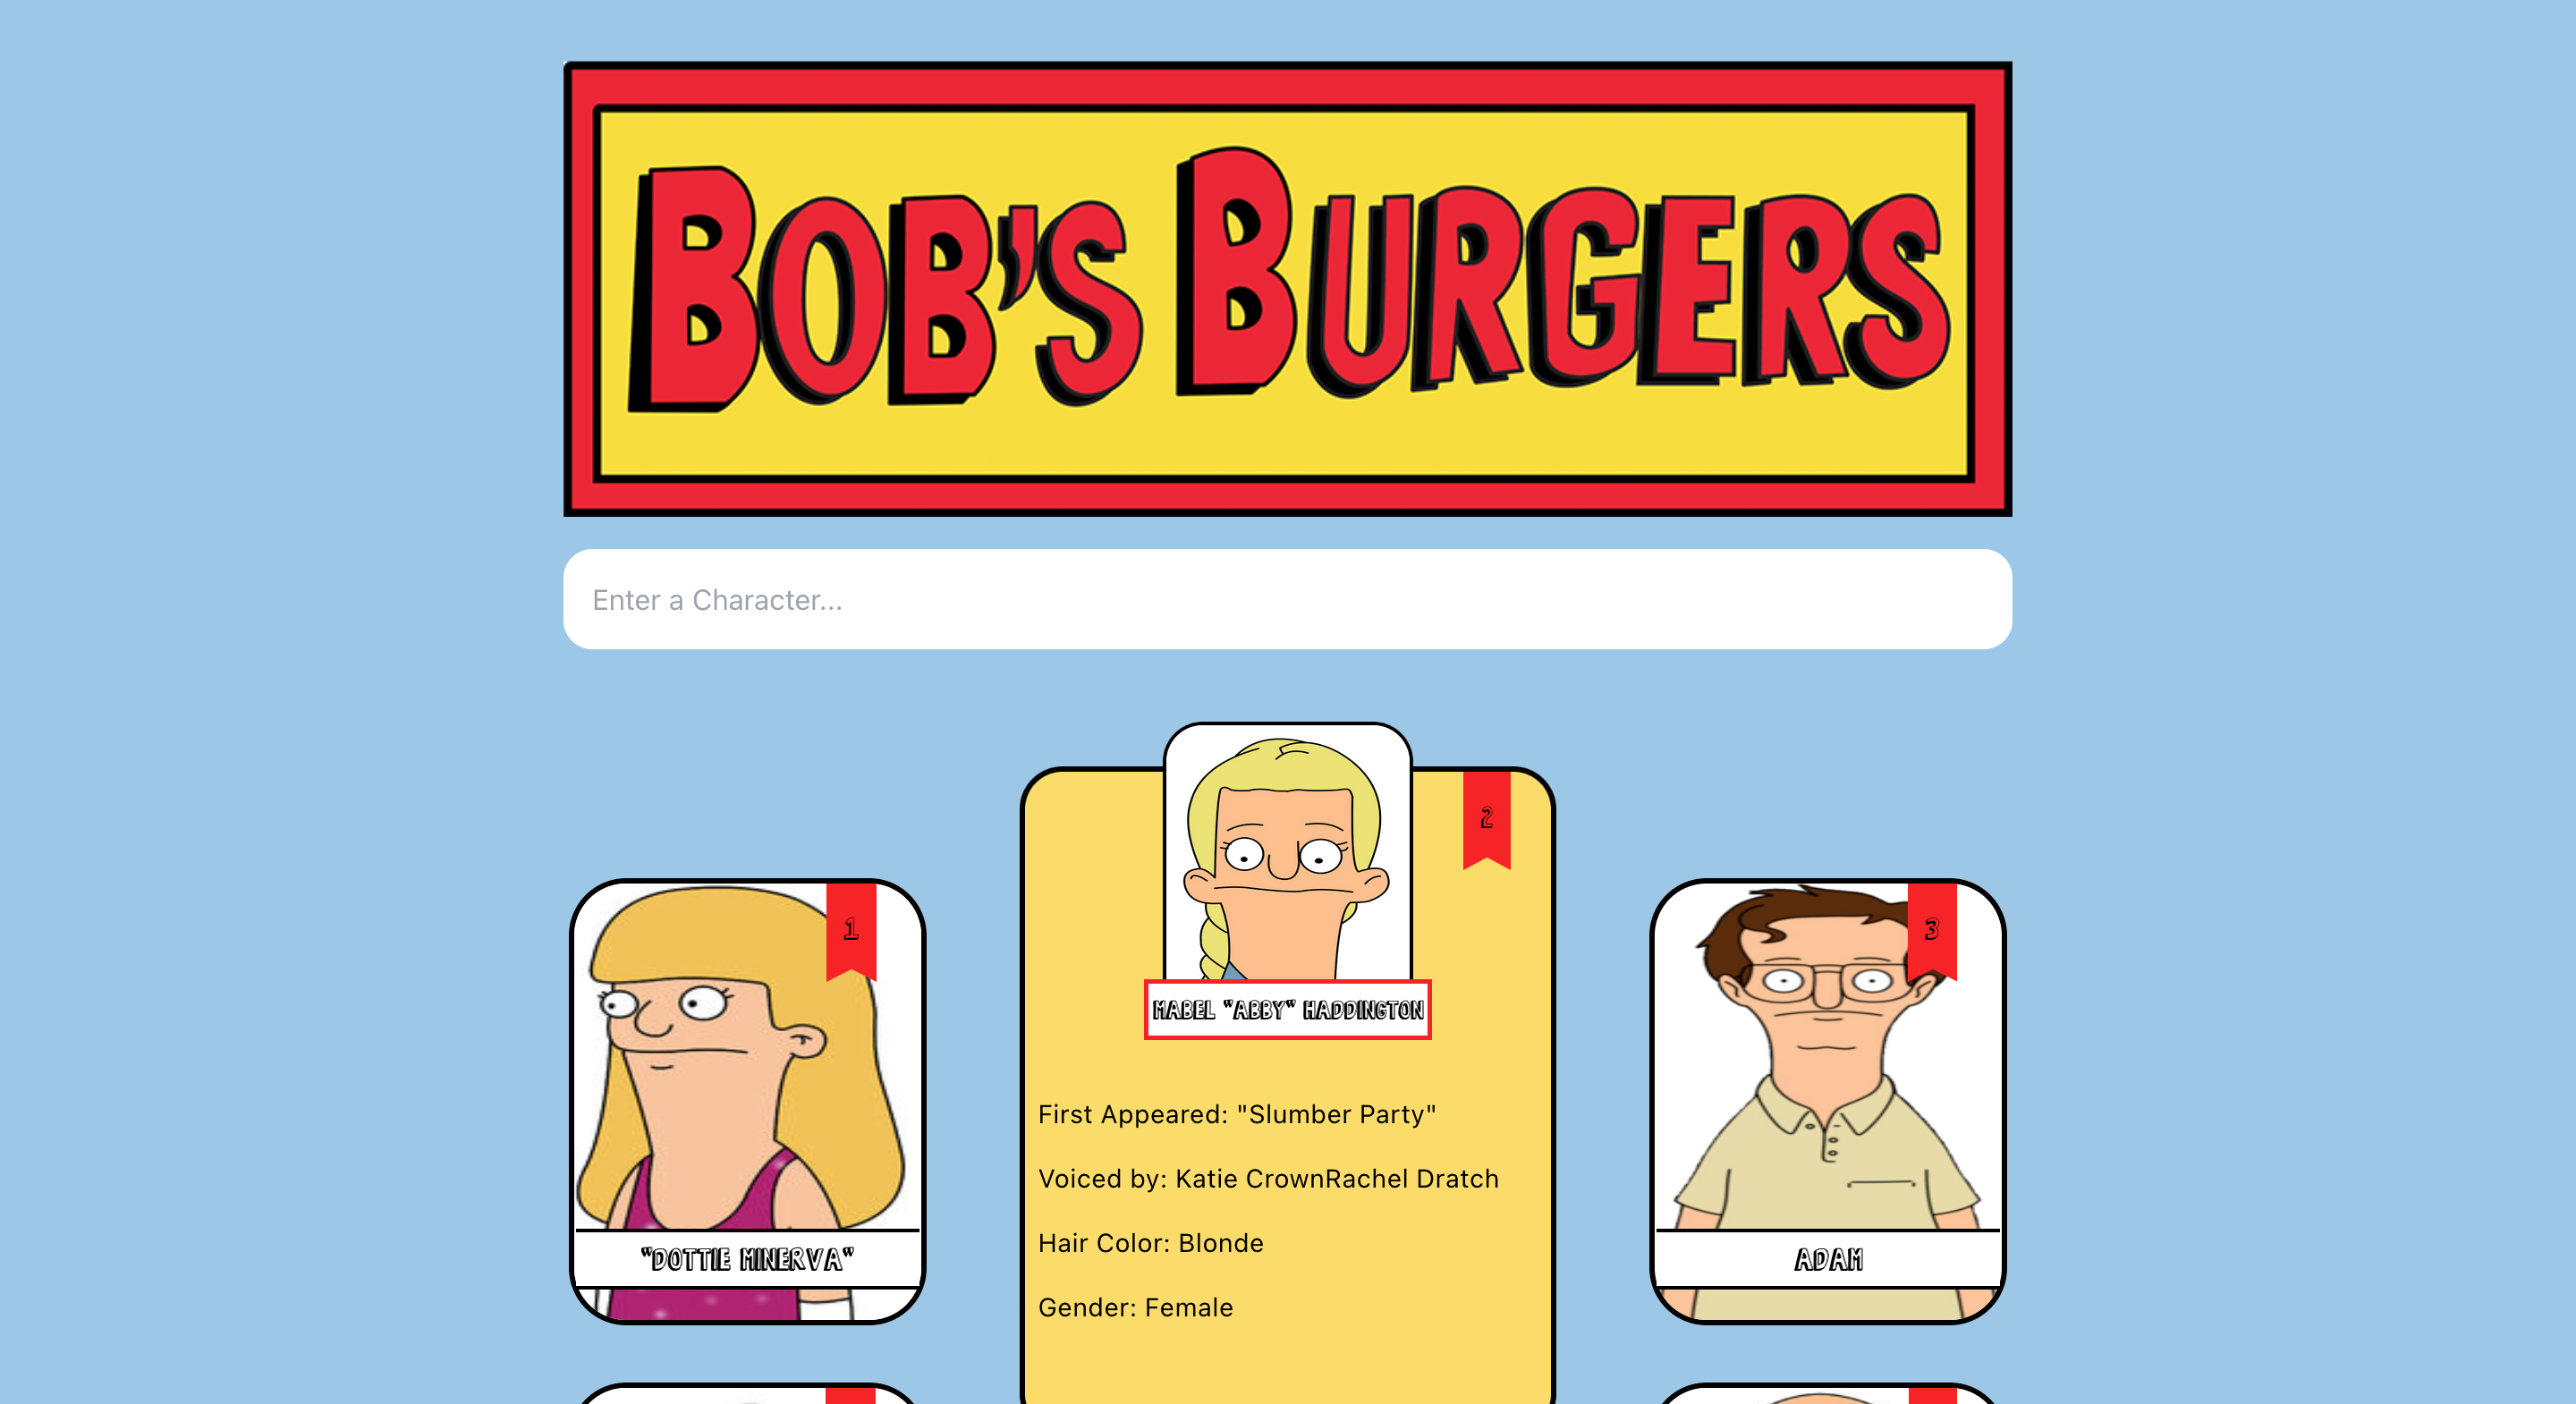 BOB'S BURGERS
Enter a Character...
1
"DOTTIE MINERVA"
2
MABEL "ABBY" HADDINGTON
First Appeared: "Slumber Party"
Voiced by: Katie CrownRachel Dratch
Hair Color: Blonde
Gender: Female
3
ADAM